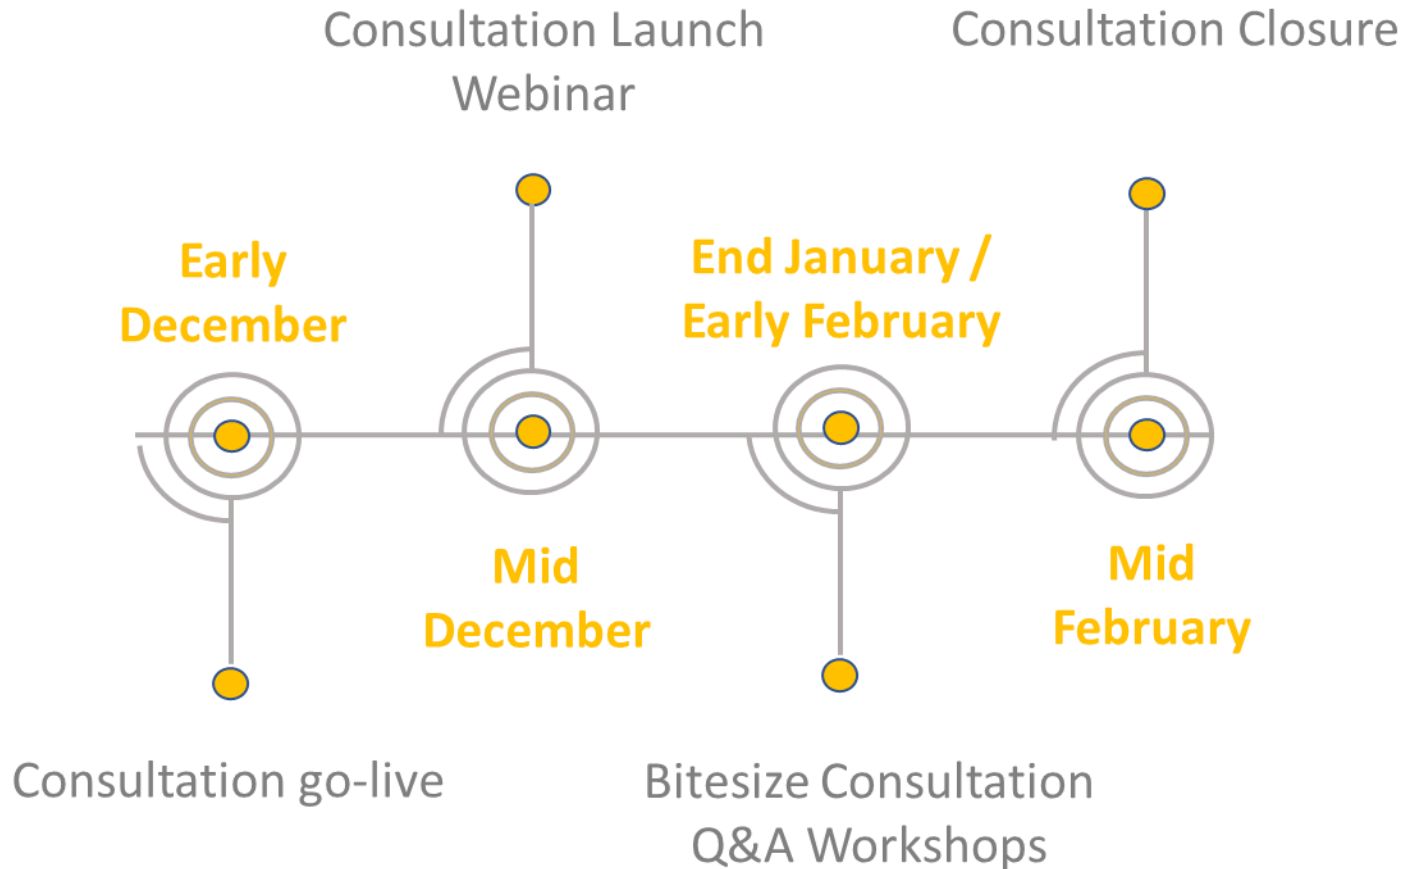 Consultation Launch
Webinar
Consultation Closure
Early
December
End January /
Early February
Mid
December
Mid
February
Consultation go-live
Bitesize Consultation
Q&A Workshops